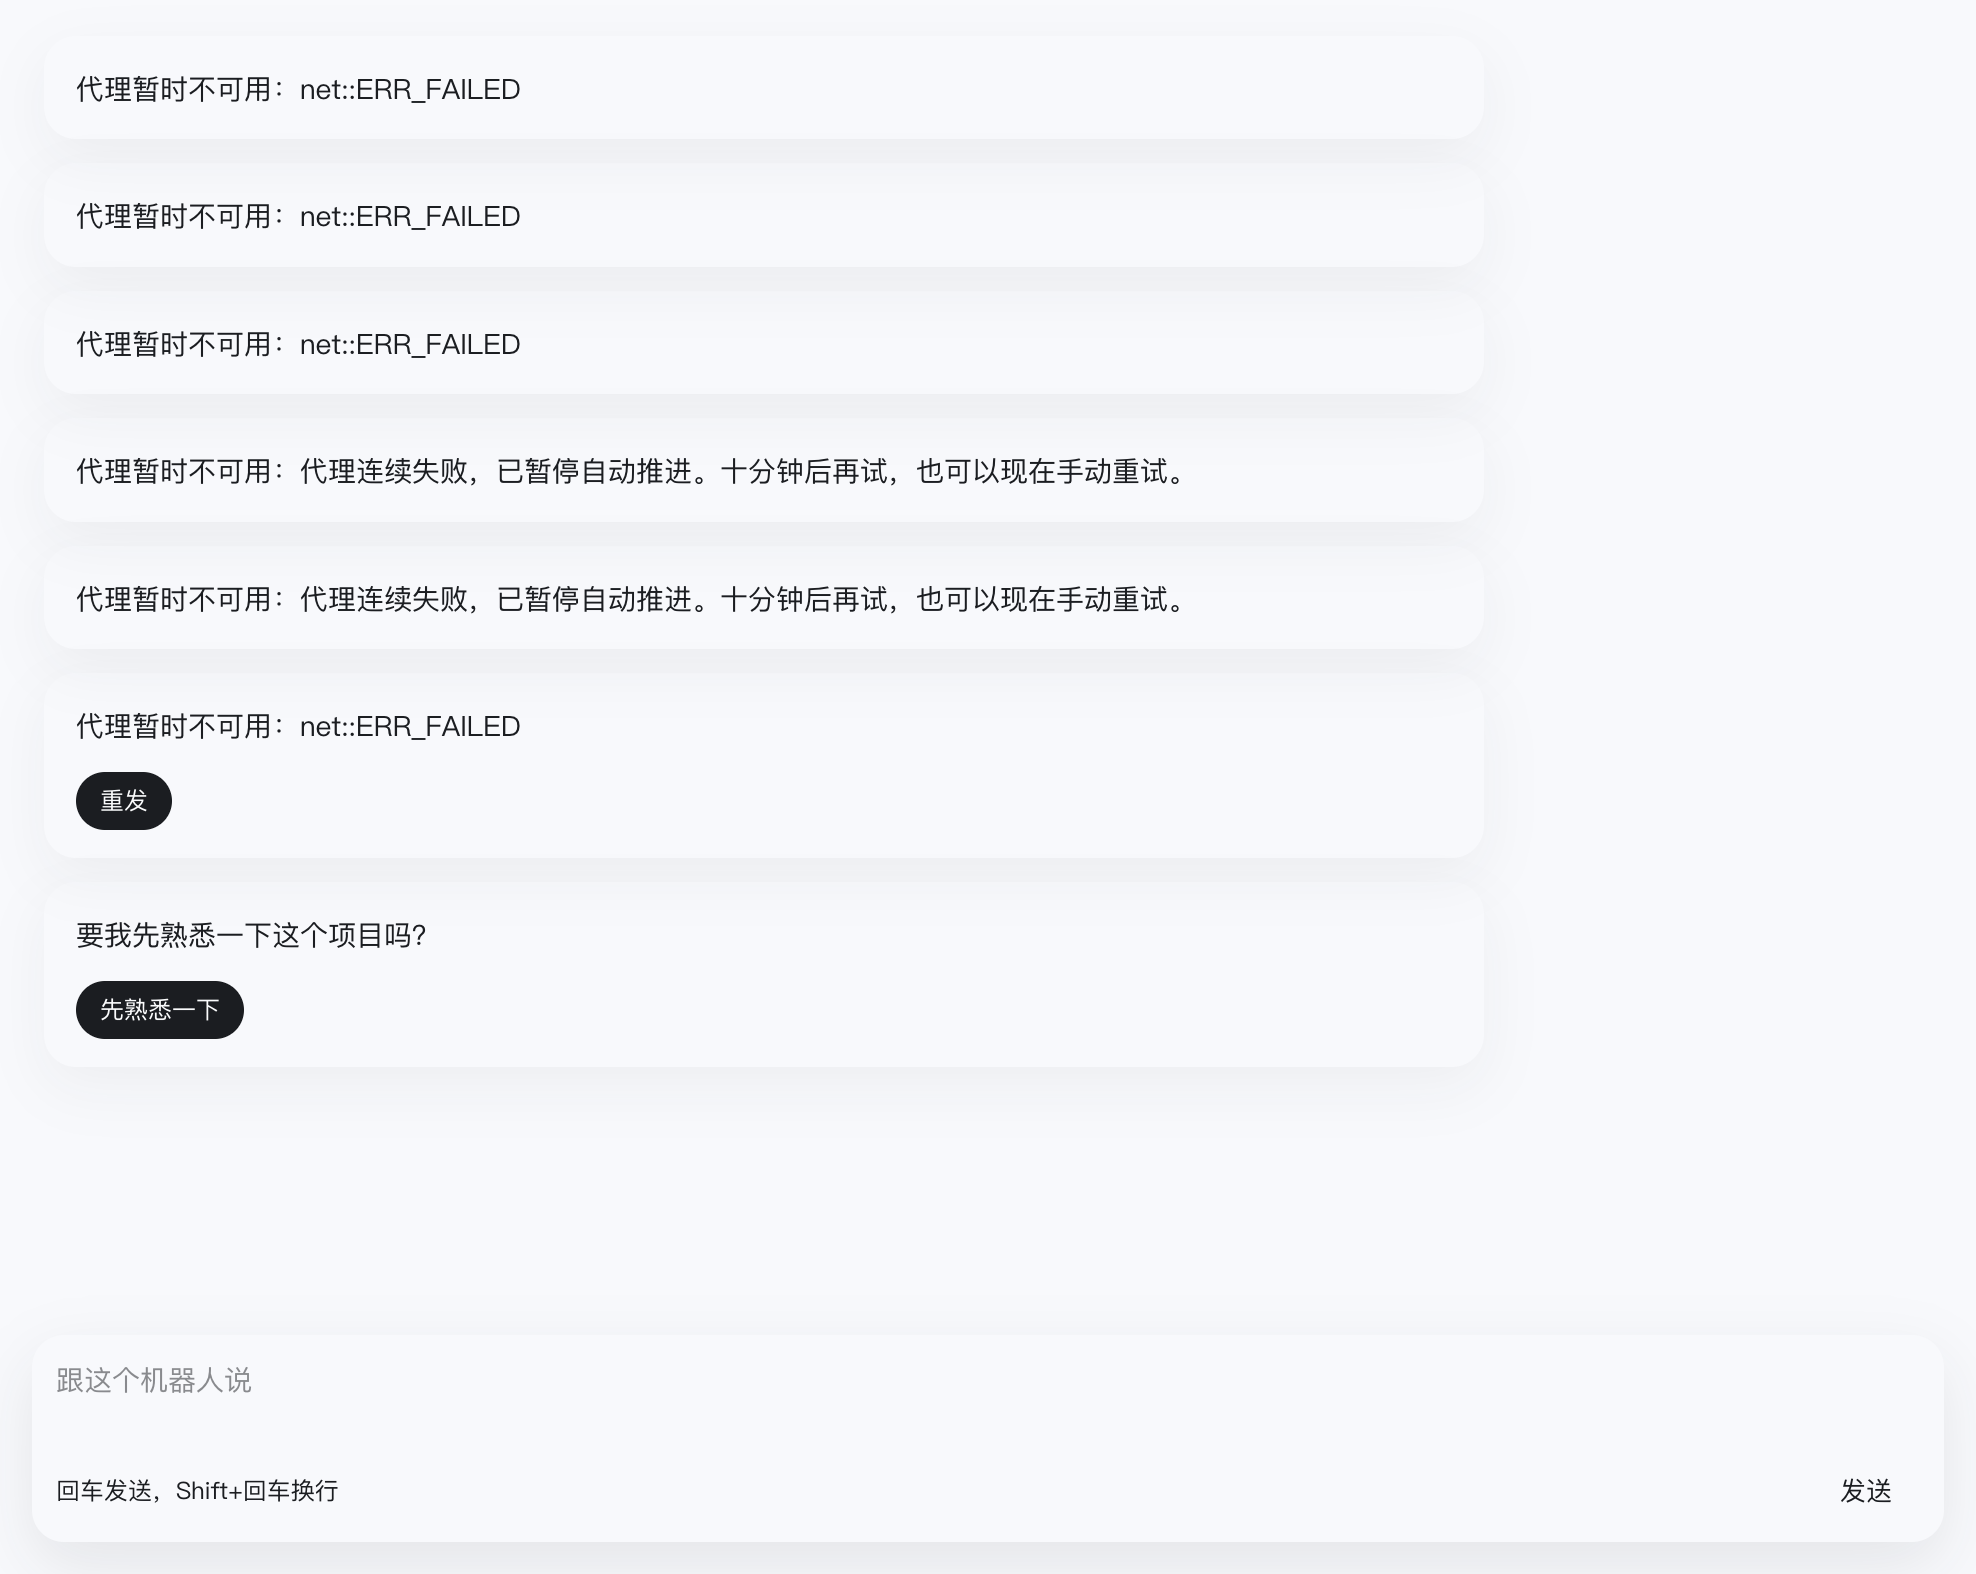 代理暂时不可用：net::ERR_FAILED
代理暂时不可用：net::ERR_FAILED
代理暂时不可用：net::ERR_FAILED
代理暂时不可用：代理连续失败，已暂停自动推进。十分钟后再试，也可以现在手动重试。
代理暂时不可用：代理连续失败，已暂停自动推进。十分钟后再试，也可以现在手动重试。
代理暂时不可用：net::ERR_FAILED
重发
要我先熟悉一下这个项目吗？
先熟悉一下
跟这个机器人说
回车发送，Shift+回车换行
发送